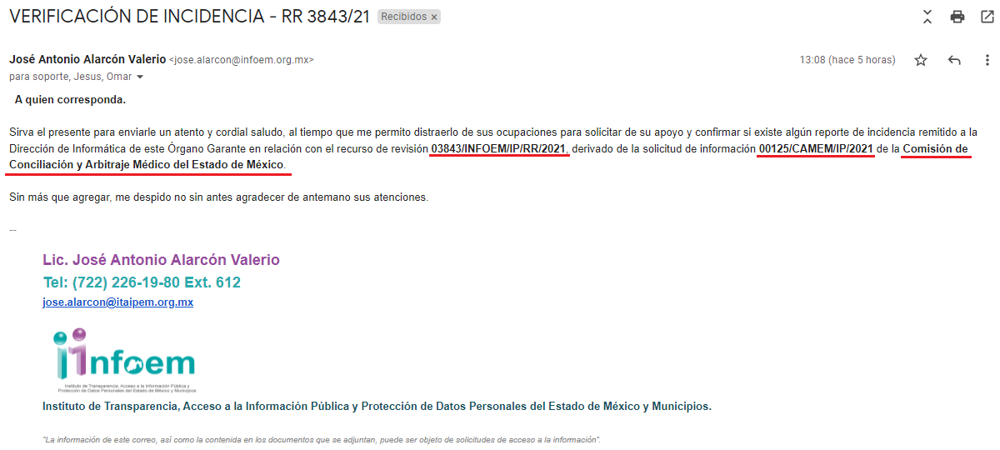 VERIFICACIÓN DE INCIDENCIA - RR 3843/21 Recibidos ×
José Antonio Alarcón Valerio <jose.alarcon@infoem.org.mx> 13:08 (hace 5 horas)
para soporte, Jesus, Omar
A quien corresponda.
Sirva el presente para enviarle un atento y cordial saludo, al tiempo que me permito distraerlo de sus ocupaciones para solicitar de su apoyo y confirmar si existe algún reporte de incidencia remitido a la
Dirección de Informática de este Órgano Garante en relación con el recurso de revisión 03843/INFOEM/IP/RR/2021, derivado de la solicitud de información 00125/CAMEM/IP/2021 de la Comisión de
Conciliación y Arbitraje Médico del Estado de México.
Sin más que agregar, me despido no sin antes agradecer de antemano sus atenciones.
--
Lic. José Antonio Alarcón Valerio
Tel: (722) 226-19-80 Ext. 612
jose.alarcon@itaipem.org.mx
infoem
Instituto de Transparencia, Acceso a la Información Pública y
Protección de Datos Personales del Estado de México y Municipios
Instituto de Transparencia, Acceso a la Información Pública y Protección de Datos Personales del Estado de México y Municipios.
"La información de este correo, así como la contenida en los documentos que se adjuntan, puede ser objeto de solicitudes de acceso a la información".